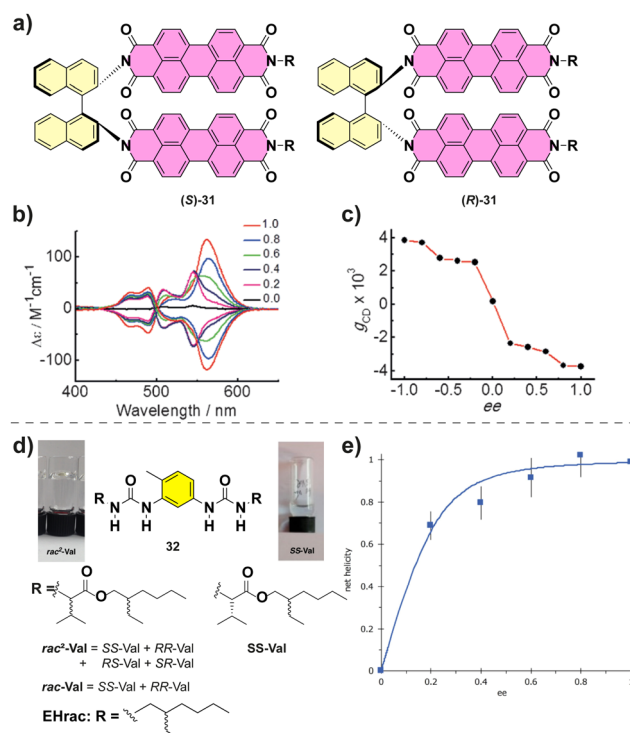 a)
O O O O
N N–R
O O O O
O O O O
N N–R
O O O O
(S)-31
O O O O
N N–R
O O O O
O O O O
N N–R
O O O O
(R)-31
b)
Δε / M⁻¹cm⁻¹
100
0
-100
400 500 600
Wavelength / nm
1.0
0.8
0.6
0.4
0.2
0.0
c)
g_CD x 10³
4
2
0
-2
-4
-1.0 -0.5 0.0 0.5 1.0
ee
d)
rac²-Val
R O O R
N N N N
H H H H
32
SS-Val
R =
O
O
O
O
rac²-Val = SS-Val + RR-Val
+ RS-Val + SR-Val
SS-Val
rac-Val = SS-Val + RR-Val
EHrac: R =
e)
net helicity
1
0.8
0.6
0.4
0.2
0
0 0.2 0.4 0.6 0.8
ee